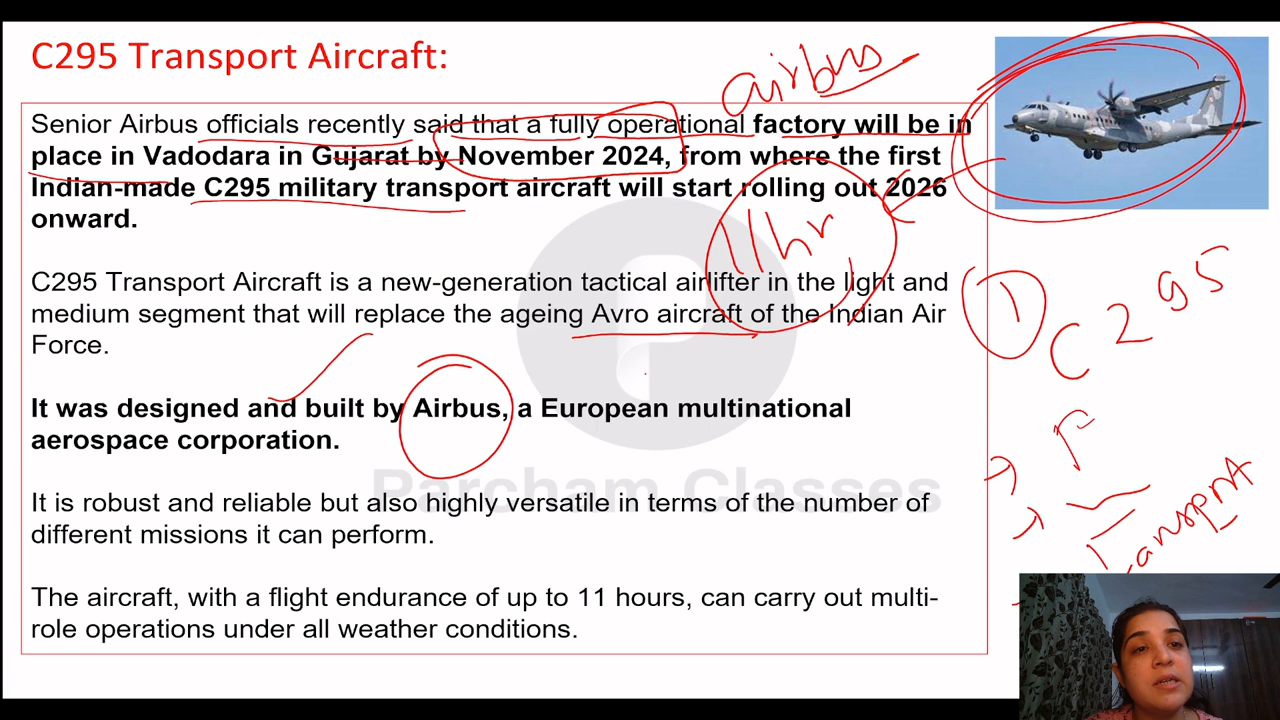 C295 Transport Aircraft:
airbus
Senior Airbus officials recently said that a fully operational factory will be in
place in Vadodara in Gujarat by November 2024, from where the first
Indian-made C295 military transport aircraft will start rolling out 2026
onward.
11hr
C295 Transport Aircraft is a new-generation tactical airlifter in the light and
medium segment that will replace the ageing Avro aircraft of the Indian Air
Force.
1 C295
It was designed and built by Airbus, a European multinational
aerospace corporation.
Parcham Classes
It is robust and reliable but also highly versatile in terms of the number of
different missions it can perform.
The aircraft, with a flight endurance of up to 11 hours, can carry out multi-
role operations under all weather conditions.